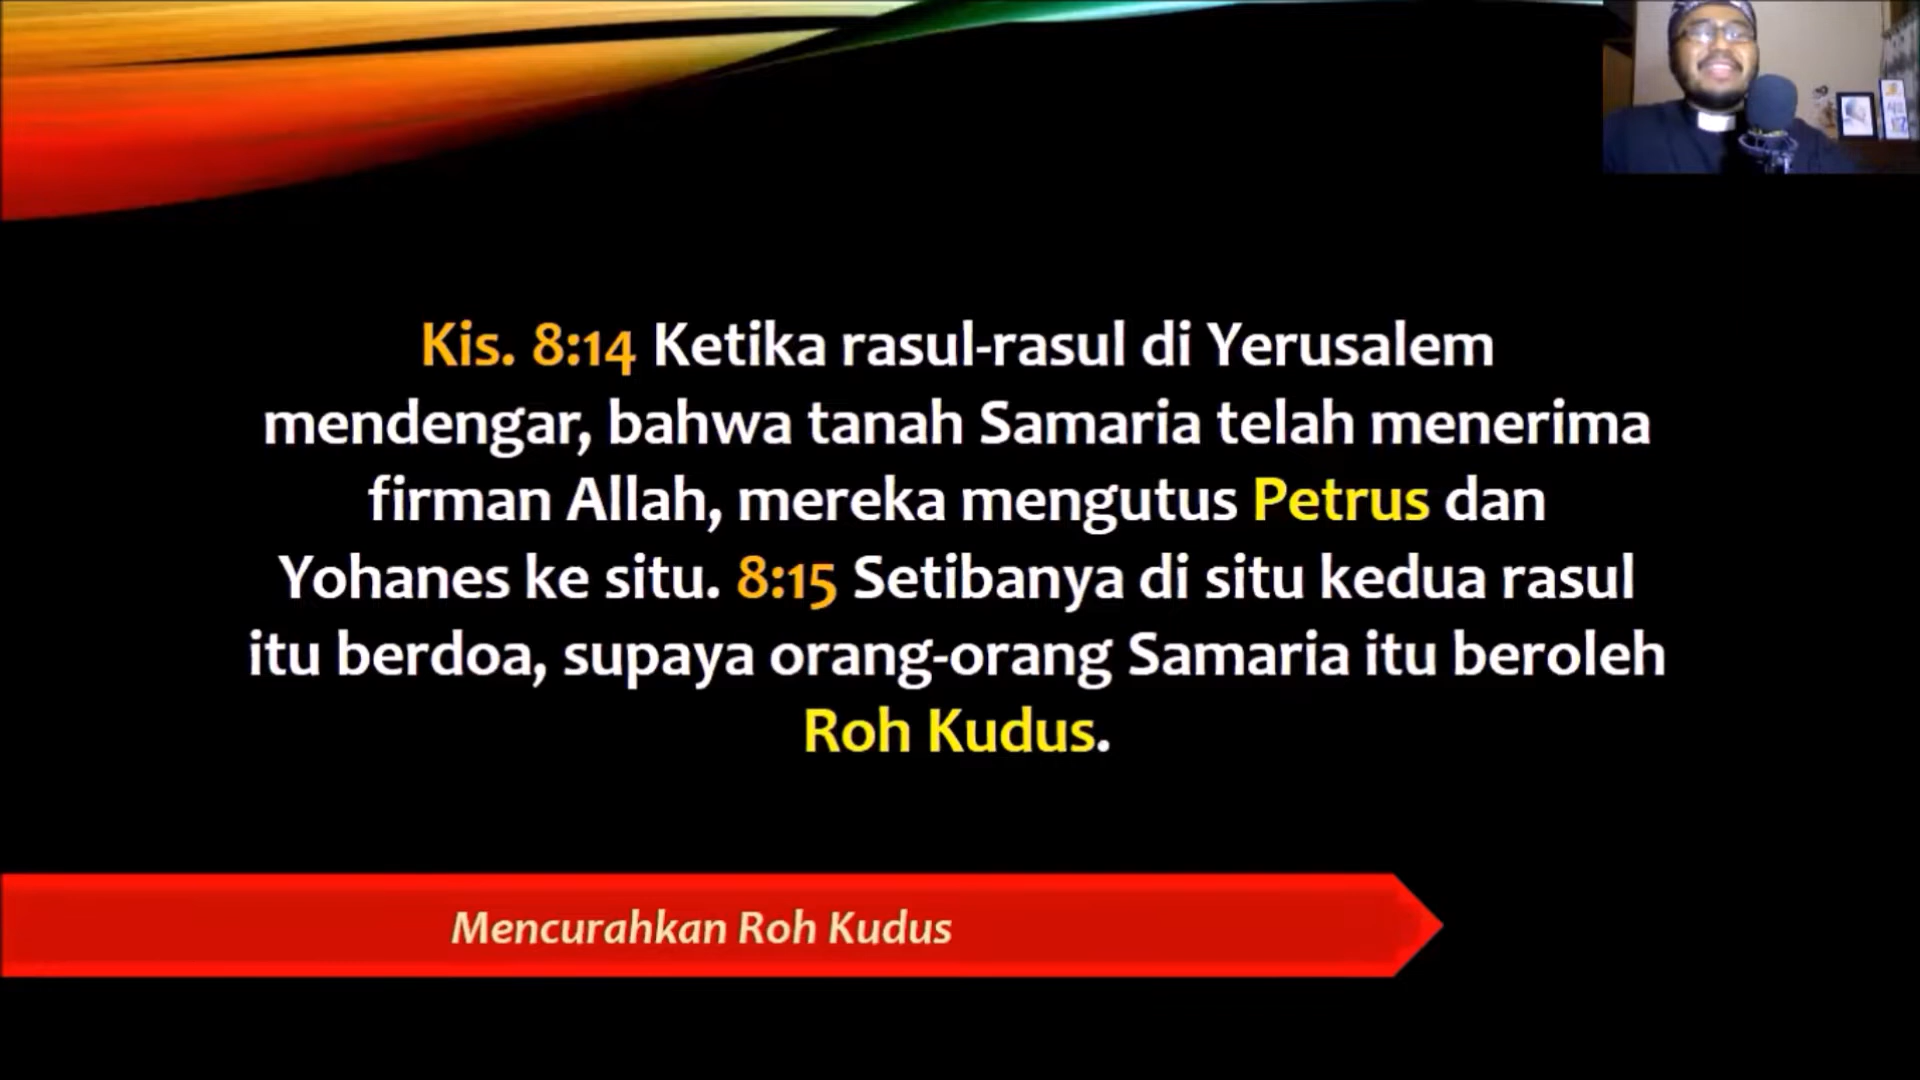 Kis. 8:14 Ketika rasul-rasul di Yerusalem
mendengar, bahwa tanah Samaria telah menerima
firman Allah, mereka mengutus Petrus dan
Yohanes ke situ. 8:15 Setibanya di situ kedua rasul
itu berdoa, supaya orang-orang Samaria itu beroleh
Roh Kudus.
Mencurahkan Roh Kudus